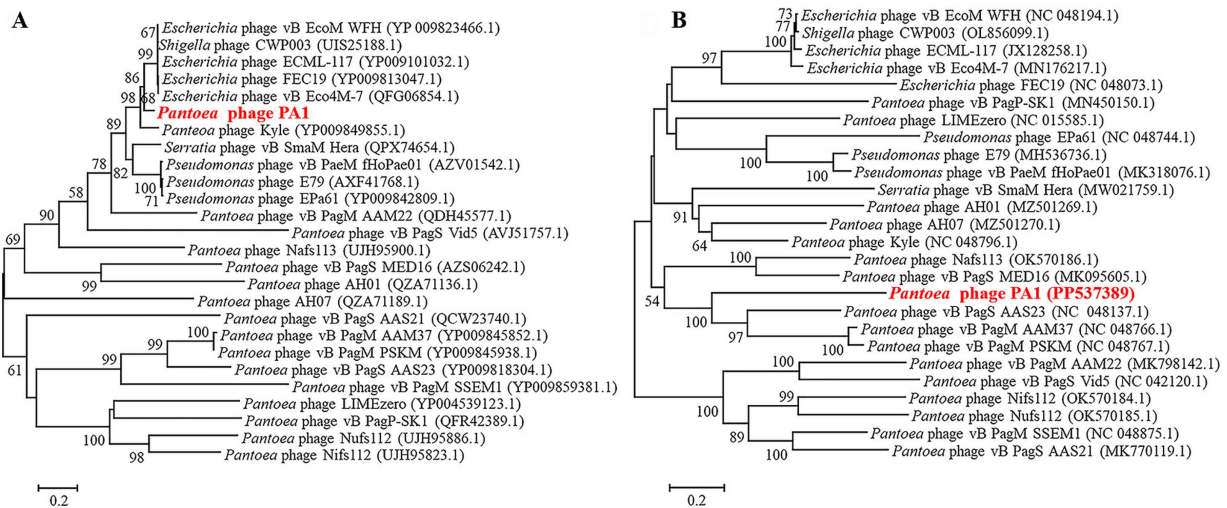 A
Escherichia phage vB EcoM WFH (YP 009823466.1)
Shigella phage CWP003 (UIS25188.1)
Escherichia phage ECML-117 (YP009101032.1)
Escherichia phage FEC19 (YP009813047.1)
Escherichia phage vB Eco4M-7 (QFG06854.1)
Pantoea phage PA1
Panteoa phage Kyle (YP009849855.1)
Serratia phage vB SmaM Hera (QPX74654.1)
Pseudomonas phage vB PaeM fHoPae01 (AZV01542.1)
Pseudomonas phage E79 (AXF41768.1)
Pseudomonas phage EPa61 (YP009842809.1)
Pantoea phage vB PagM AAM22 (QDH45577.1)
Pantoea phage vB PagS Vid5 (AVJ51757.1)
Pantoea phage Nafs113 (UJH95900.1)
Pantoea phage vB PagS MED16 (AZS06242.1)
Pantoea phage AH01 (QZA71136.1)
Pantoea phage AH07 (QZA71189.1)
Pantoea phage vB PagS AAS21 (QCW23740.1)
Pantoea phage vB PagM AAM37 (YP009845852.1)
Pantoea phage vB PagM PSKM (YP009845938.1)
Pantoea phage vB PagS AAS23 (YP009818304.1)
Pantoea phage vB PagM SSEM1 (YP009859381.1)
Pantoea phage LIMEzero (YP004539123.1)
Pantoea phage vB PagP-SK1 (QFR42389.1)
Pantoea phage Nufs112 (UJH95886.1)
Pantoea phage Nifs112 (UJH95823.1)
67
99
86
98
68
89
78
82
100
71
58
90
69
99
61
100
99
99
100
98
0.2
B
Escherichia phage vB EcoM WFH (NC 048194.1)
Shigella phage CWP003 (OL856099.1)
Escherichia phage ECML-117 (JX128258.1)
Escherichia phage vB Eco4M-7 (MN176217.1)
Escherichia phage FEC19 (NC 048073.1)
Pantoea phage vB PagP-SK1 (MN450150.1)
Pantoea phage LIMEzero (NC 015585.1)
Pseudomonas phage EPa61 (NC 048744.1)
Pseudomonas phage E79 (MH536736.1)
Pseudomonas phage vB PaeM fHoPae01 (MK318076.1)
Serratia phage vB SmaM Hera (MW021759.1)
Pantoea phage AH01 (MZ501269.1)
Pantoea phage AH07 (MZ501270.1)
Panteoa phage Kyle (NC 048796.1)
Pantoea phage Nafs113 (OK570186.1)
Pantoea phage vB PagS MED16 (MK095605.1)
Pantoea phage PA1 (PP537389)
Pantoea phage vB PagS AAS23 (NC 048137.1)
Pantoea phage vB PagM AAM37 (NC 048766.1)
Pantoea phage vB PagM PSKM (NC 048767.1)
Pantoea phage vB PagM AAM22 (MK798142.1)
Pantoea phage vB PagS Vid5 (NC 042120.1)
Pantoea phage Nifs112 (OK570184.1)
Pantoea phage Nufs112 (OK570185.1)
Pantoea phage vB PagM SSEM1 (NC 048875.1)
Pantoea phage vB PagS AAS21 (MK770119.1)
73
77
100
97
100
100
91
64
100
54
100
97
100
100
100
99
89
100
0.2